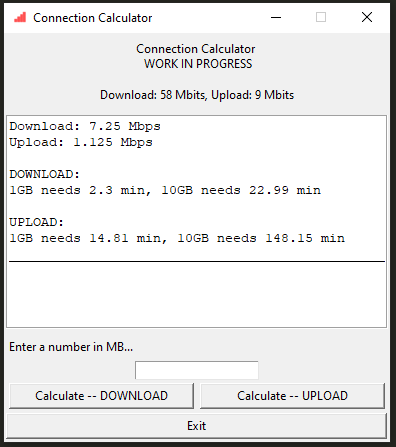 Connection Calculator
Connection Calculator
WORK IN PROGRESS
Download: 58 Mbits, Upload: 9 Mbits
Download: 7.25 Mbps
Upload: 1.125 Mbps
DOWNLOAD:
1GB needs 2.3 min, 10GB needs 22.99 min
UPLOAD:
1GB needs 14.81 min, 10GB needs 148.15 min
Enter a number in MB...
Calculate -- DOWNLOAD
Calculate -- UPLOAD
Exit